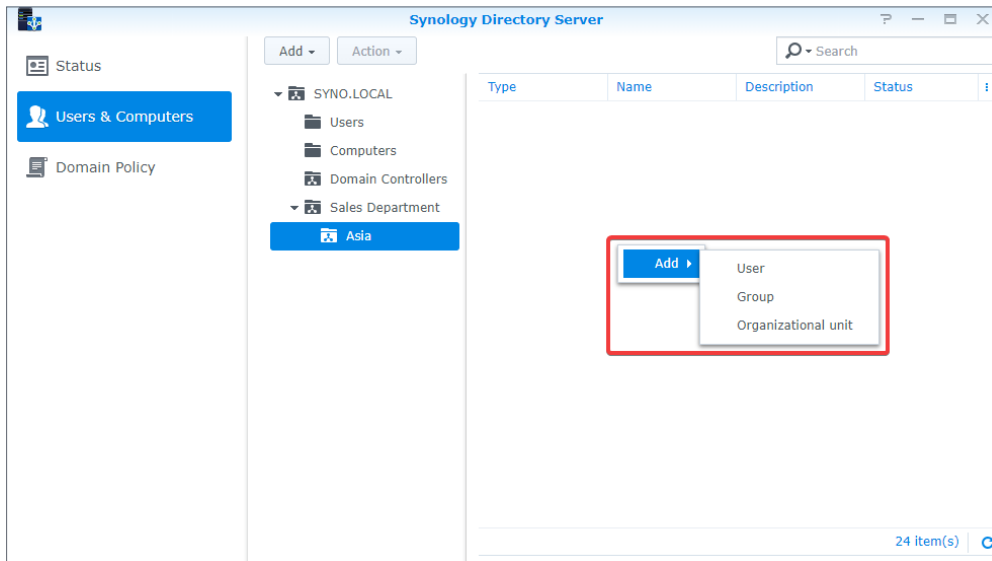 Synology Directory Server
Add
Action
Search
Status
Users & Computers
Domain Policy
SYNO.LOCAL
Users
Computers
Domain Controllers
Sales Department
Asia
Type Name Description Status
Add
User
Group
Organizational unit
24 item(s)